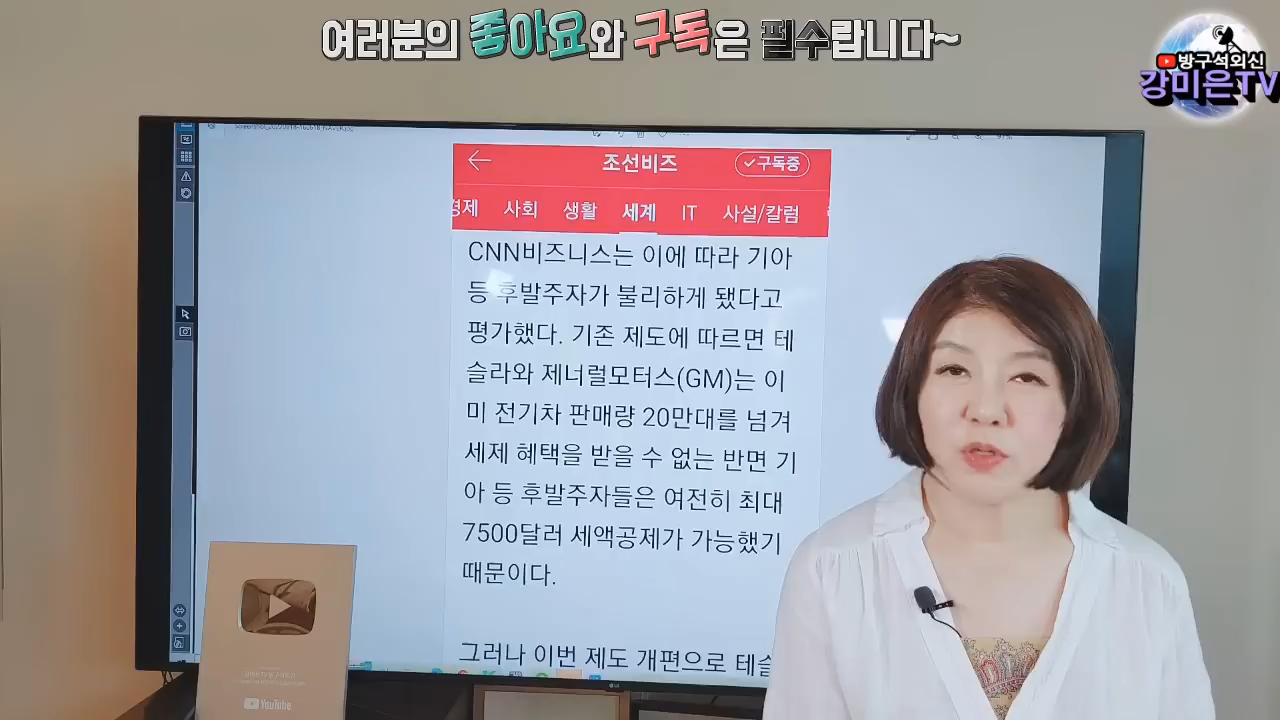 여러분의 좋아요와 구독은 필수랍니다~
방구석외신
강미은TV
조선비즈
구독중
경제 사회 생활 세계 IT 사설/칼럼
CNN비즈니스는 이에 따라 기아
등 후발주자가 불리하게 됐다고
평가했다. 기존 제도에 따르면 테
슬라와 제너럴모터스(GM)는 이
미 전기차 판매량 20만대를 넘겨
세제 혜택을 받을 수 없는 반면 기
아 등 후발주자들은 여전히 최대
7500달러 세액공제가 가능했기
때문이다.
그러나 이번 제도 개편으로 테슬
YouTube
LG